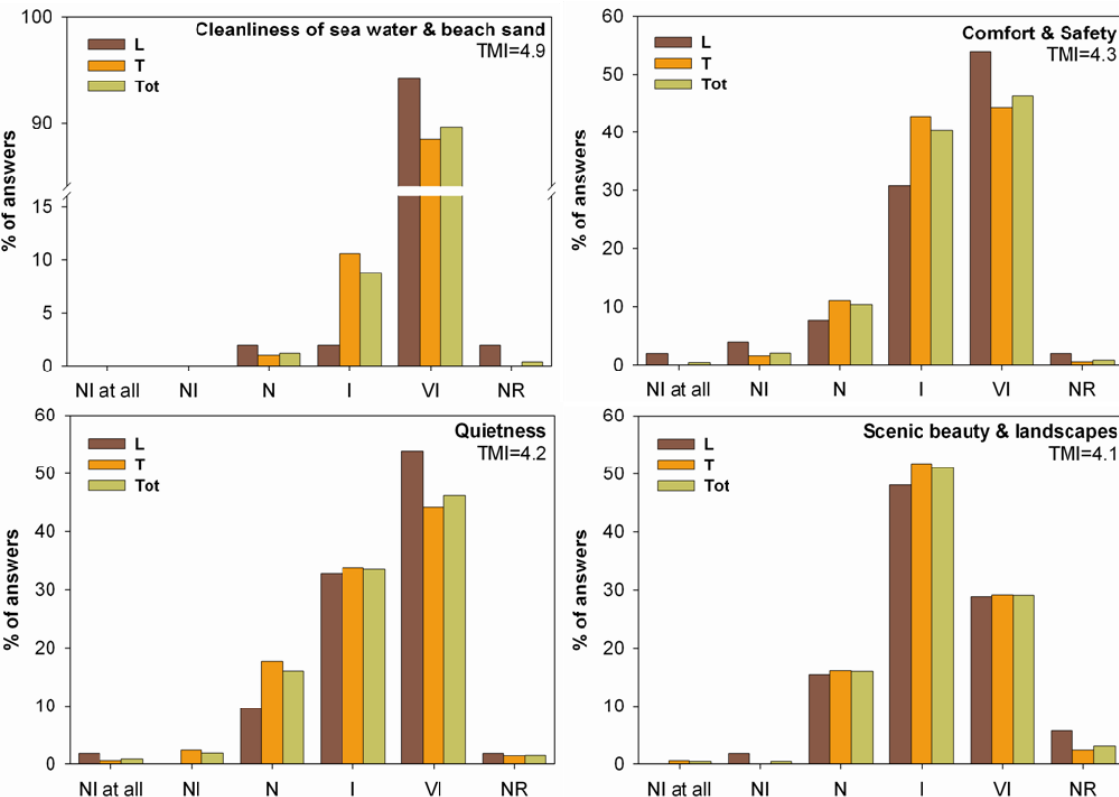 Cleanliness of sea water & beach sand
TMI=4.9
L
T
Tot
% of answers
100
90
15
10
5
0
NI at all NI N I VI NR
Comfort & Safety
TMI=4.3
L
T
Tot
% of answers
60
50
40
30
20
10
0
NI at all NI N I VI NR
Quietness
TMI=4.2
L
T
Tot
% of answers
60
50
40
30
20
10
0
NI at all NI N I VI NR
Scenic beauty & landscapes
TMI=4.1
L
T
Tot
% of answers
60
50
40
30
20
10
0
NI at all NI N I VI NR